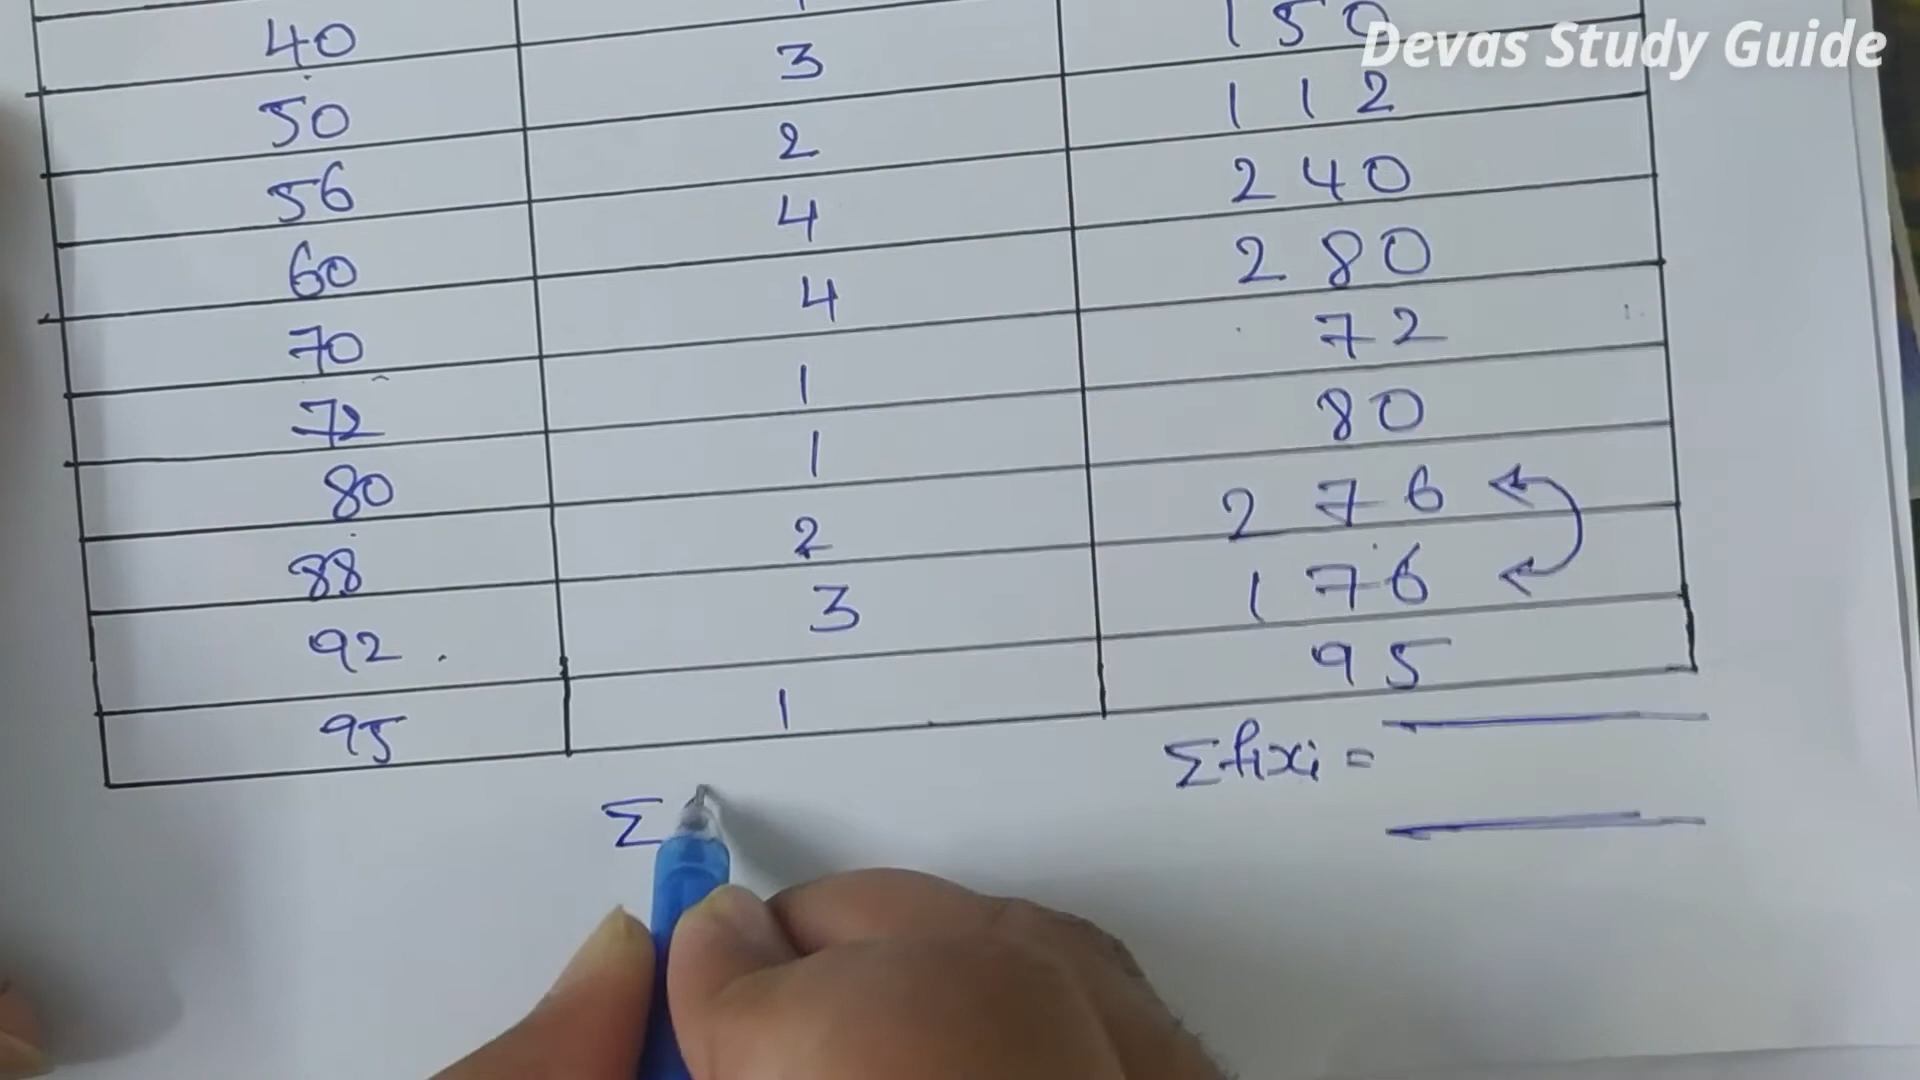 Devas Study Guide
40
50 3 150
56 2 112
60 4 240
70 4 280
72 1 72
80 1 80
88 2 276
92 3 176
95 1 95
Σfixi =
Σ